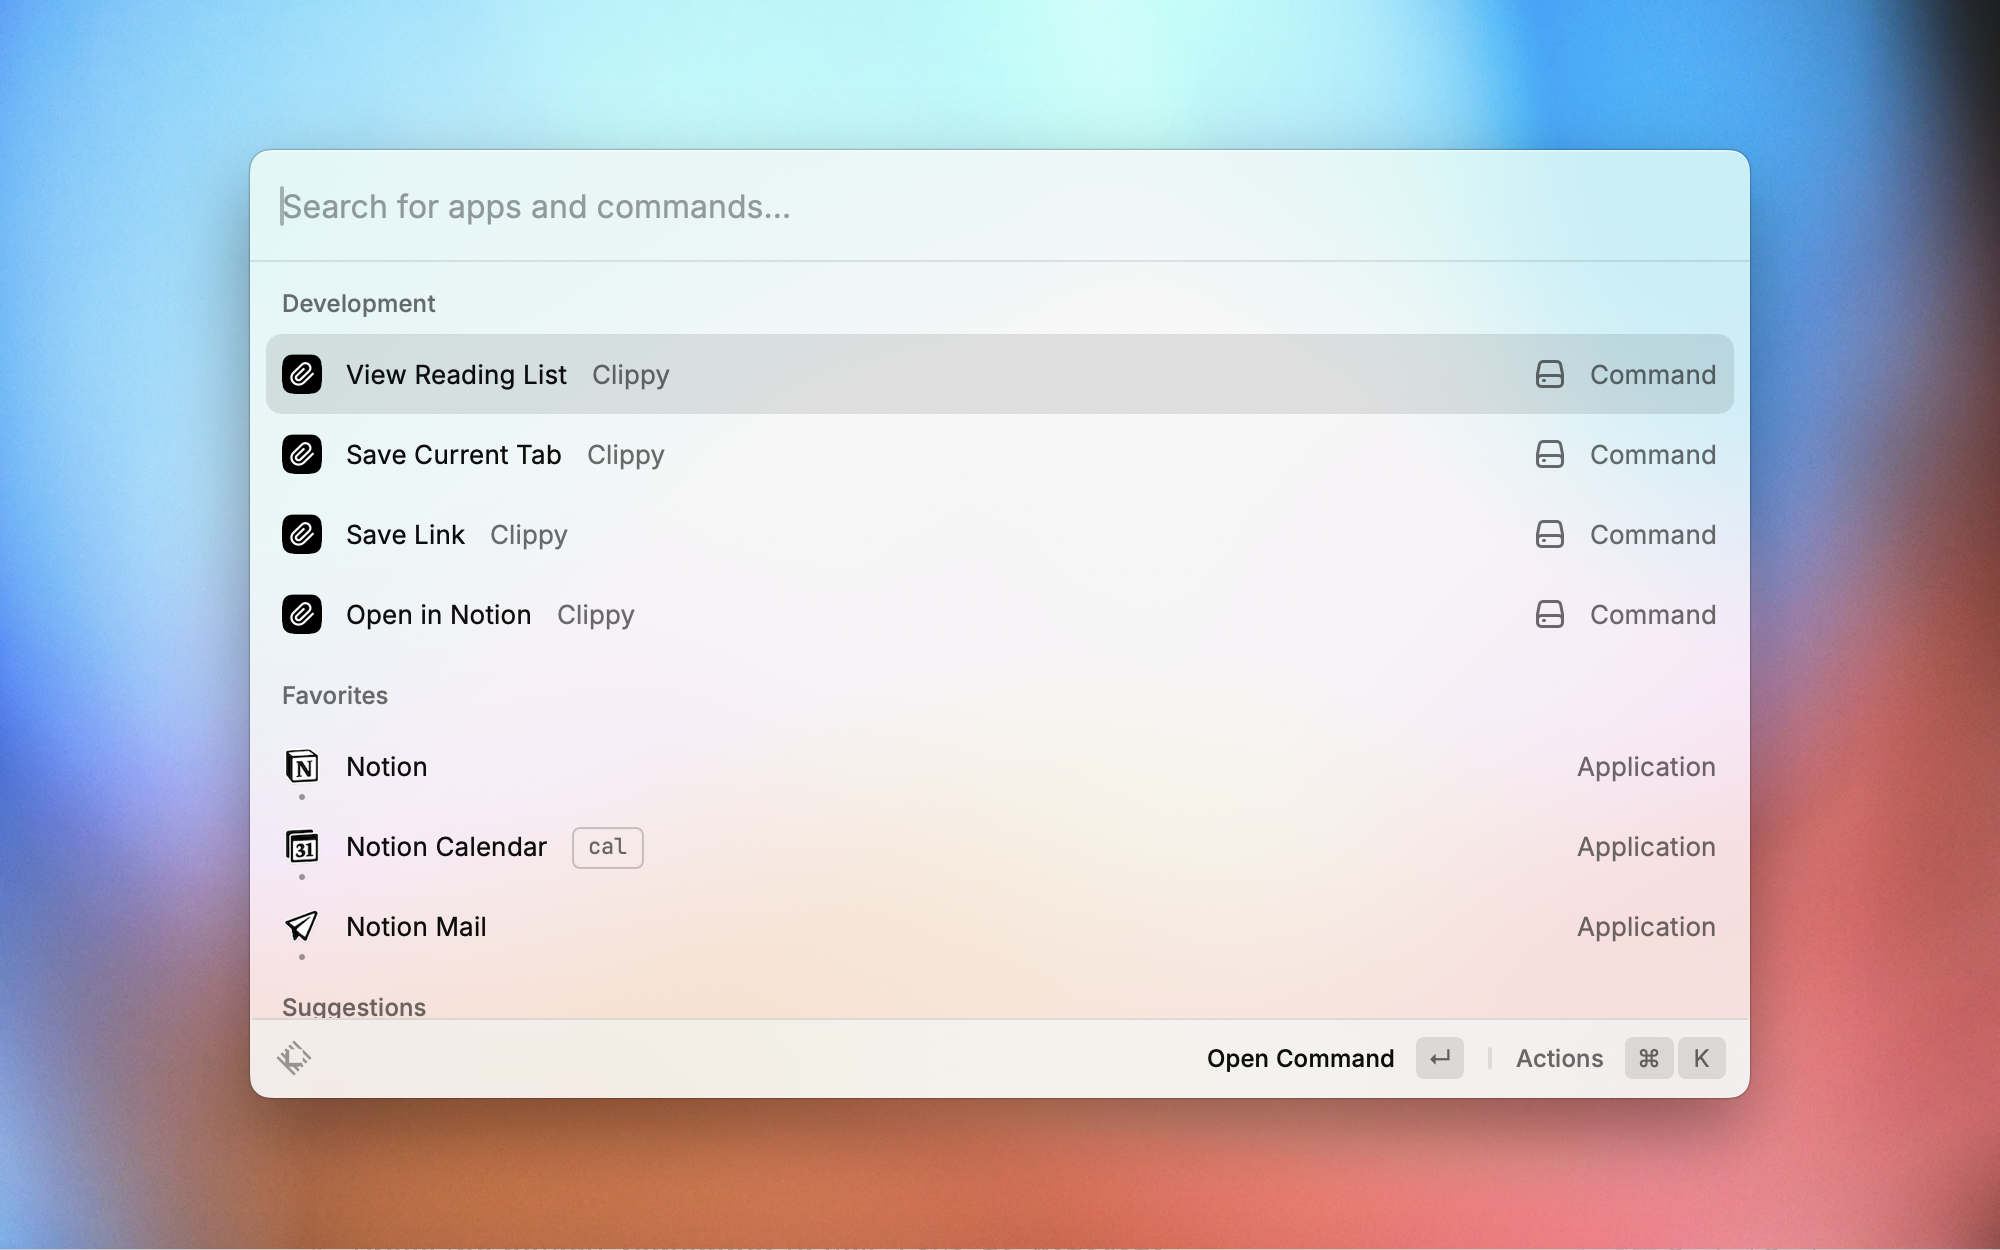 Search for apps and commands...
Development
View Reading List Clippy Command
Save Current Tab Clippy Command
Save Link Clippy Command
Open in Notion Clippy Command
Favorites
N Notion Application
31 Notion Calendar cal Application
Notion Mail Application
Suggestions
Open Command ↵ Actions ⌘ K